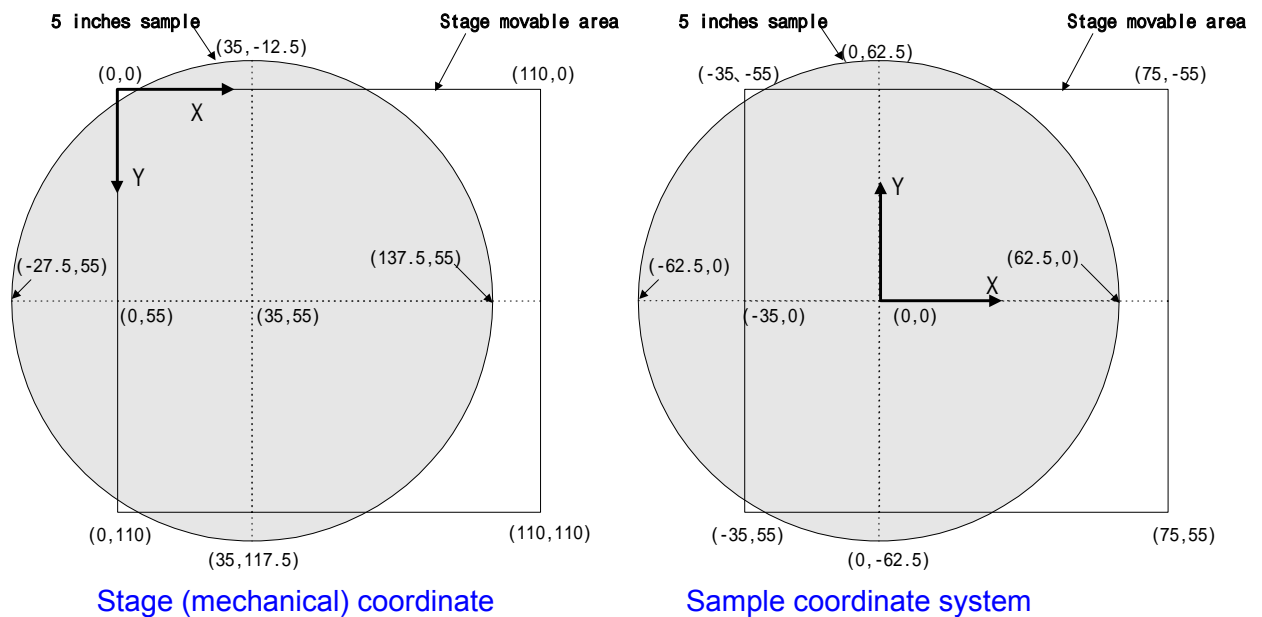 5 inches sample
Stage movable area
(35,-12.5)
(0,0)
(110,0)
X
Y
(-27.5,55)
(137.5,55)
(0,55)
(35,55)
(0,110)
(110,110)
(35,117.5)
Stage (mechanical) coordinate
5 inches sample
Stage movable area
(0,62.5)
(-35、-55)
(75,-55)
Y
(-62.5,0)
(62.5,0)
X
(-35,0)
(0,0)
(-35,55)
(75,55)
(0,-62.5)
Sample coordinate system